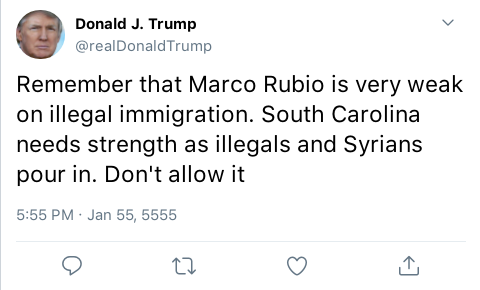 Donald J. Trump
@realDonaldTrump
Remember that Marco Rubio is very weak
on illegal immigration. South Carolina
needs strength as illegals and Syrians
pour in. Don't allow it
5:55 PM · Jan 55, 5555